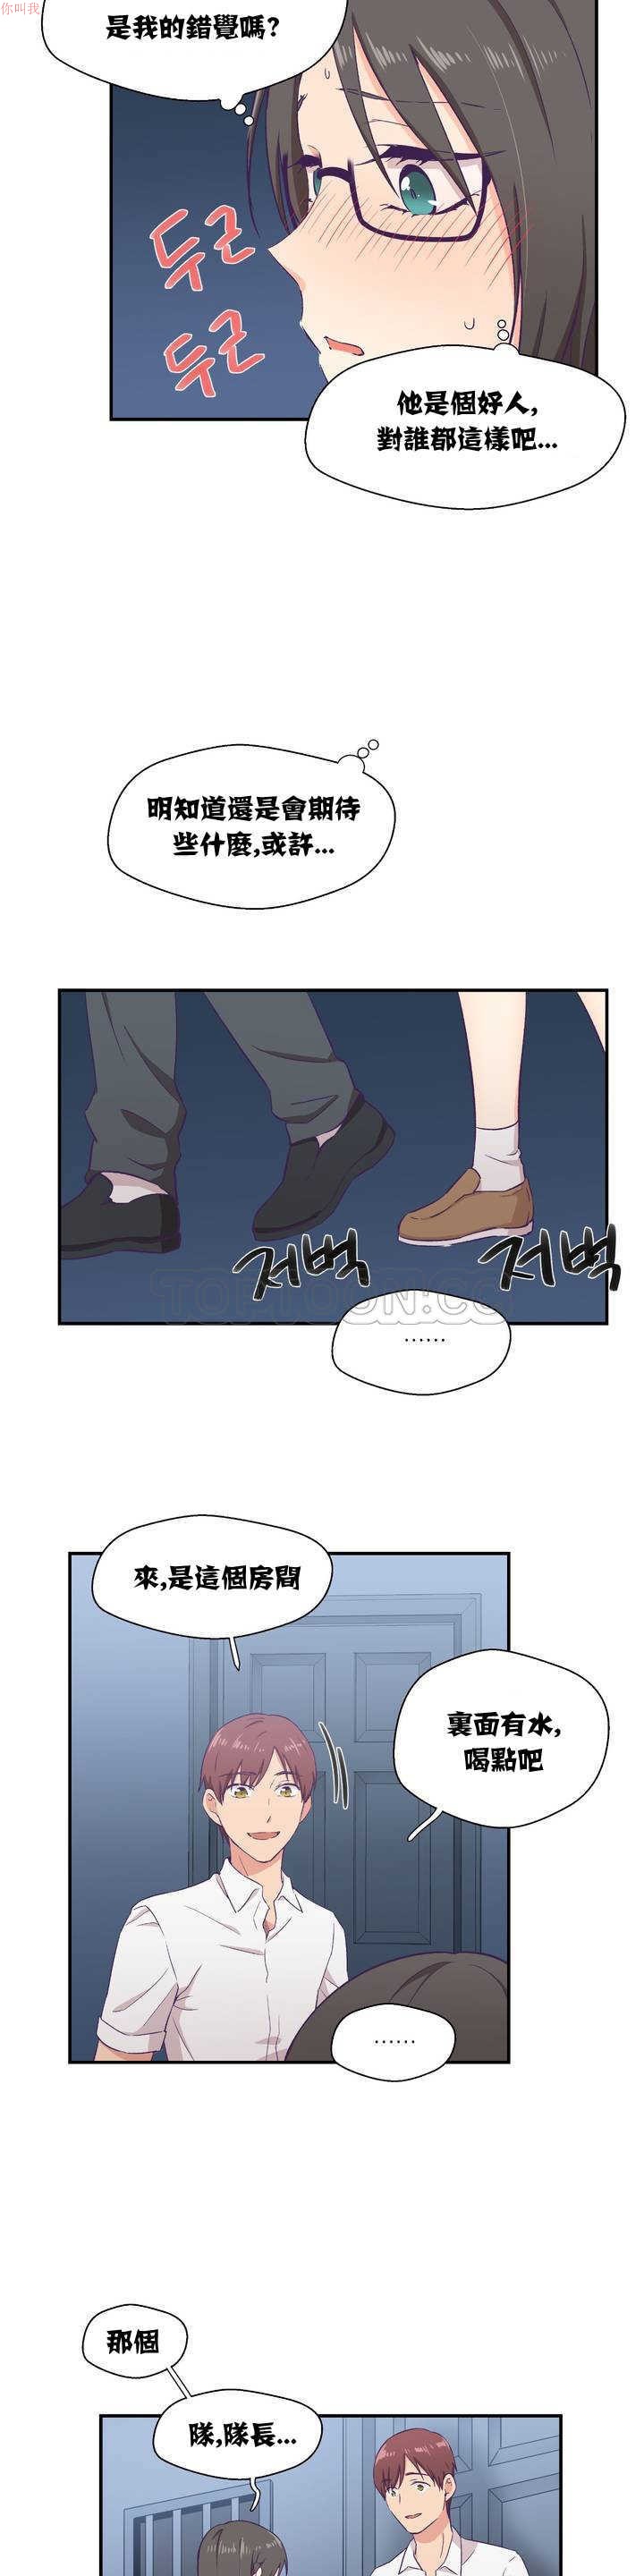 你叫我
是我的錯覺嗎?
두근
두근
他是個好人,
對誰都這樣吧...
明知道還是會期待
些什麼,或許...
저벅
저벅
TOPTOON.CO
......
來,是這個房間
裏面有水,
喝點吧
......
那個
隊,隊長...